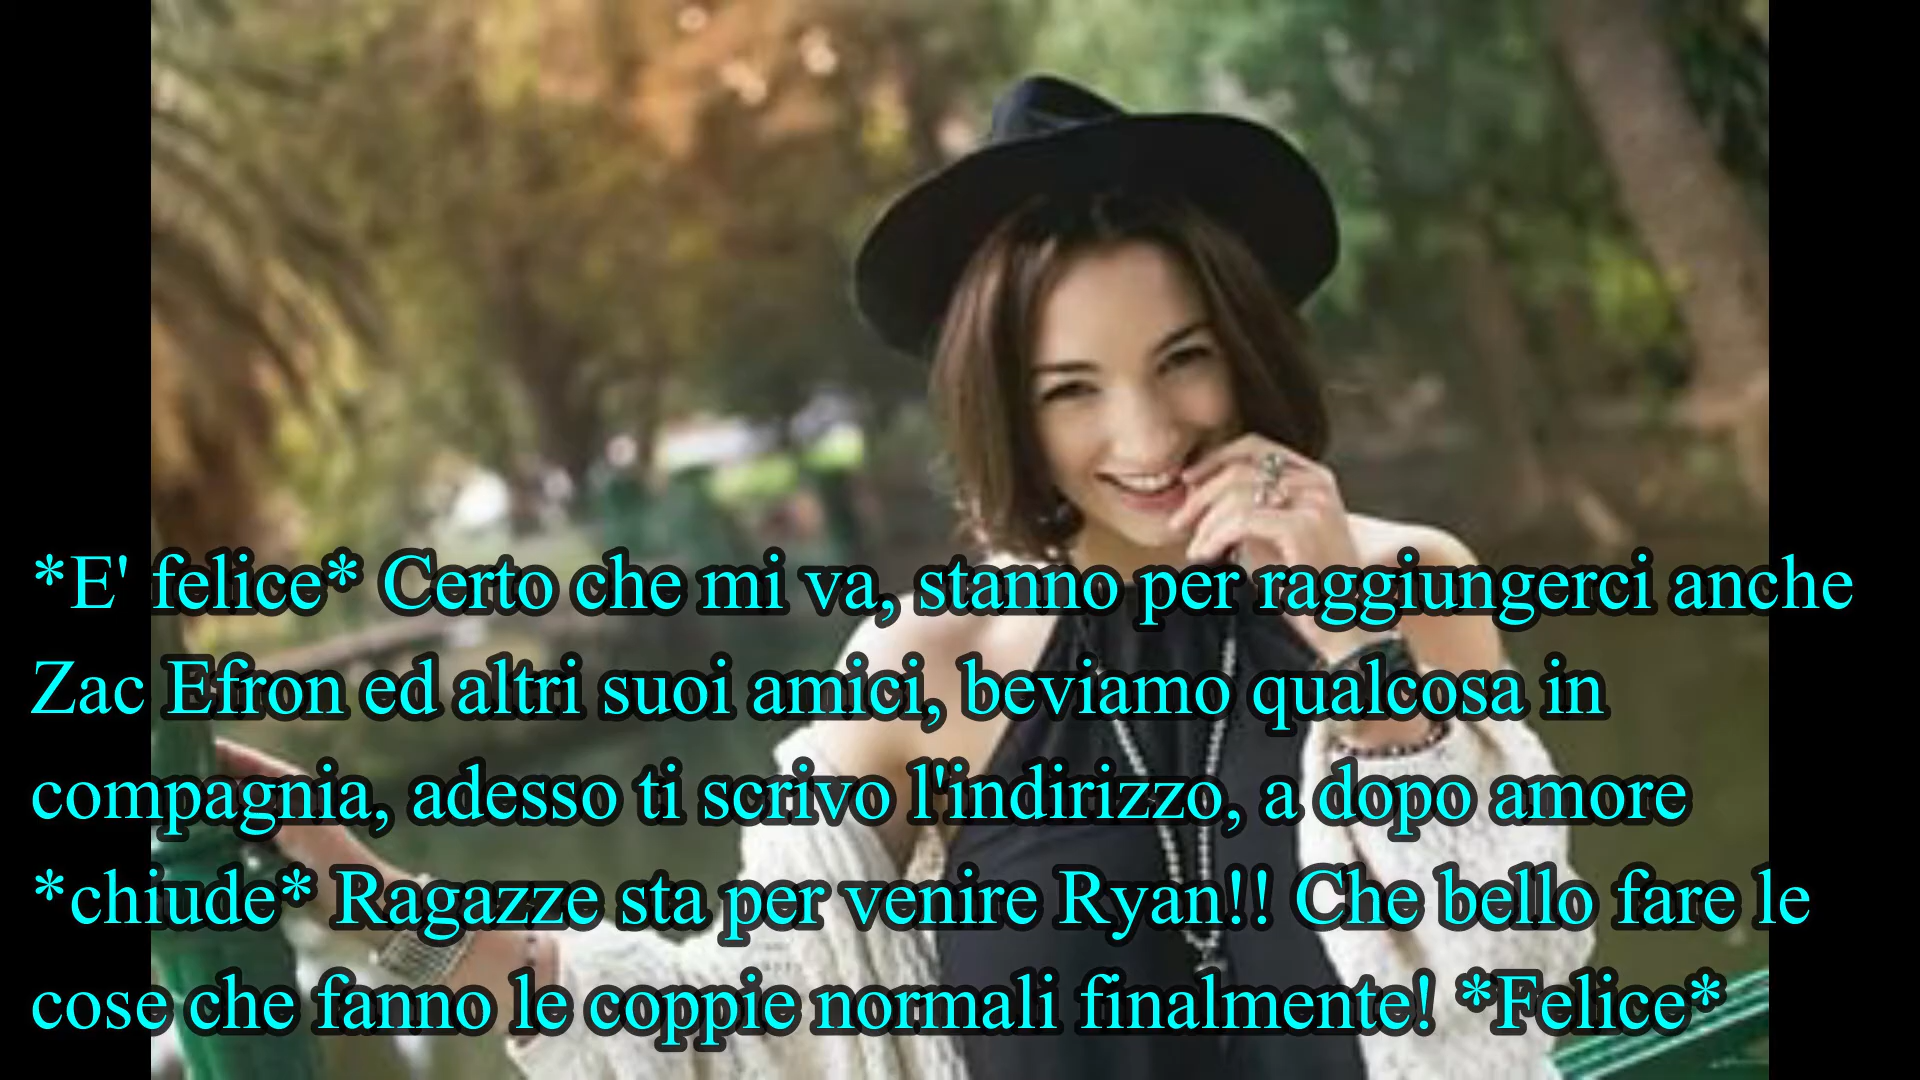 *E' felice* Certo che mi va, stanno per raggiungerci anche
Zac Efron ed altri suoi amici, beviamo qualcosa in
compagnia, adesso ti scrivo l'indirizzo, a dopo amore
*chiude* Ragazze sta per venire Ryan!! Che bello fare le
cose che fanno le coppie normali finalmente! *Felice*